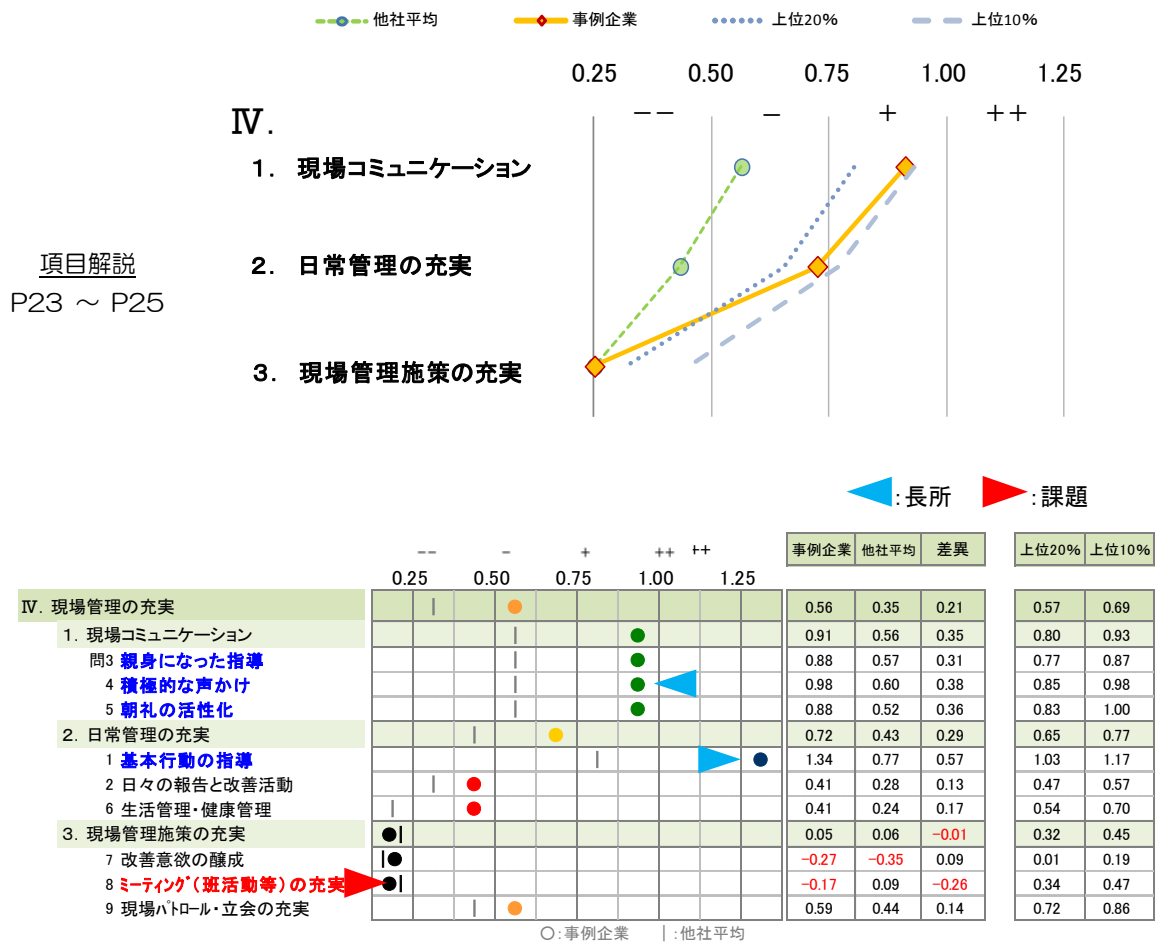 他社平均 事例企業 上位20% 上位10%
0.25 0.50 0.75 1.00 1.25
−− − + ++
Ⅳ.
1. 現場コミュニケーション
2. 日常管理の充実
3. 現場管理施策の充実
項目解説
P23 ～ P25
:長所 :課題
-- - + ++ ++
0.25 0.50 0.75 1.00 1.25
事例企業 他社平均 差異 上位20% 上位10%
Ⅳ. 現場管理の充実 0.56 0.35 0.21 0.57 0.69
1. 現場コミュニケーション 0.91 0.56 0.35 0.80 0.93
問3 親身になった指導 0.88 0.57 0.31 0.77 0.87
4 積極的な声かけ 0.98 0.60 0.38 0.85 0.98
5 朝礼の活性化 0.88 0.52 0.36 0.83 1.00
2. 日常管理の充実 0.72 0.43 0.29 0.65 0.77
1 基本行動の指導 1.34 0.77 0.57 1.03 1.17
2 日々の報告と改善活動 0.41 0.28 0.13 0.47 0.57
6 生活管理・健康管理 0.41 0.24 0.17 0.54 0.70
3. 現場管理施策の充実 0.05 0.06 −0.01 0.32 0.45
7 改善意欲の醸成 −0.27 −0.35 0.09 0.01 0.19
8 ﾐｰﾃｨﾝｸﾞ(班活動等)の充実 −0.17 0.09 −0.26 0.34 0.47
9 現場ﾊﾟﾄﾛｰﾙ・立会の充実 0.59 0.44 0.14 0.72 0.86
○:事例企業 |:他社平均